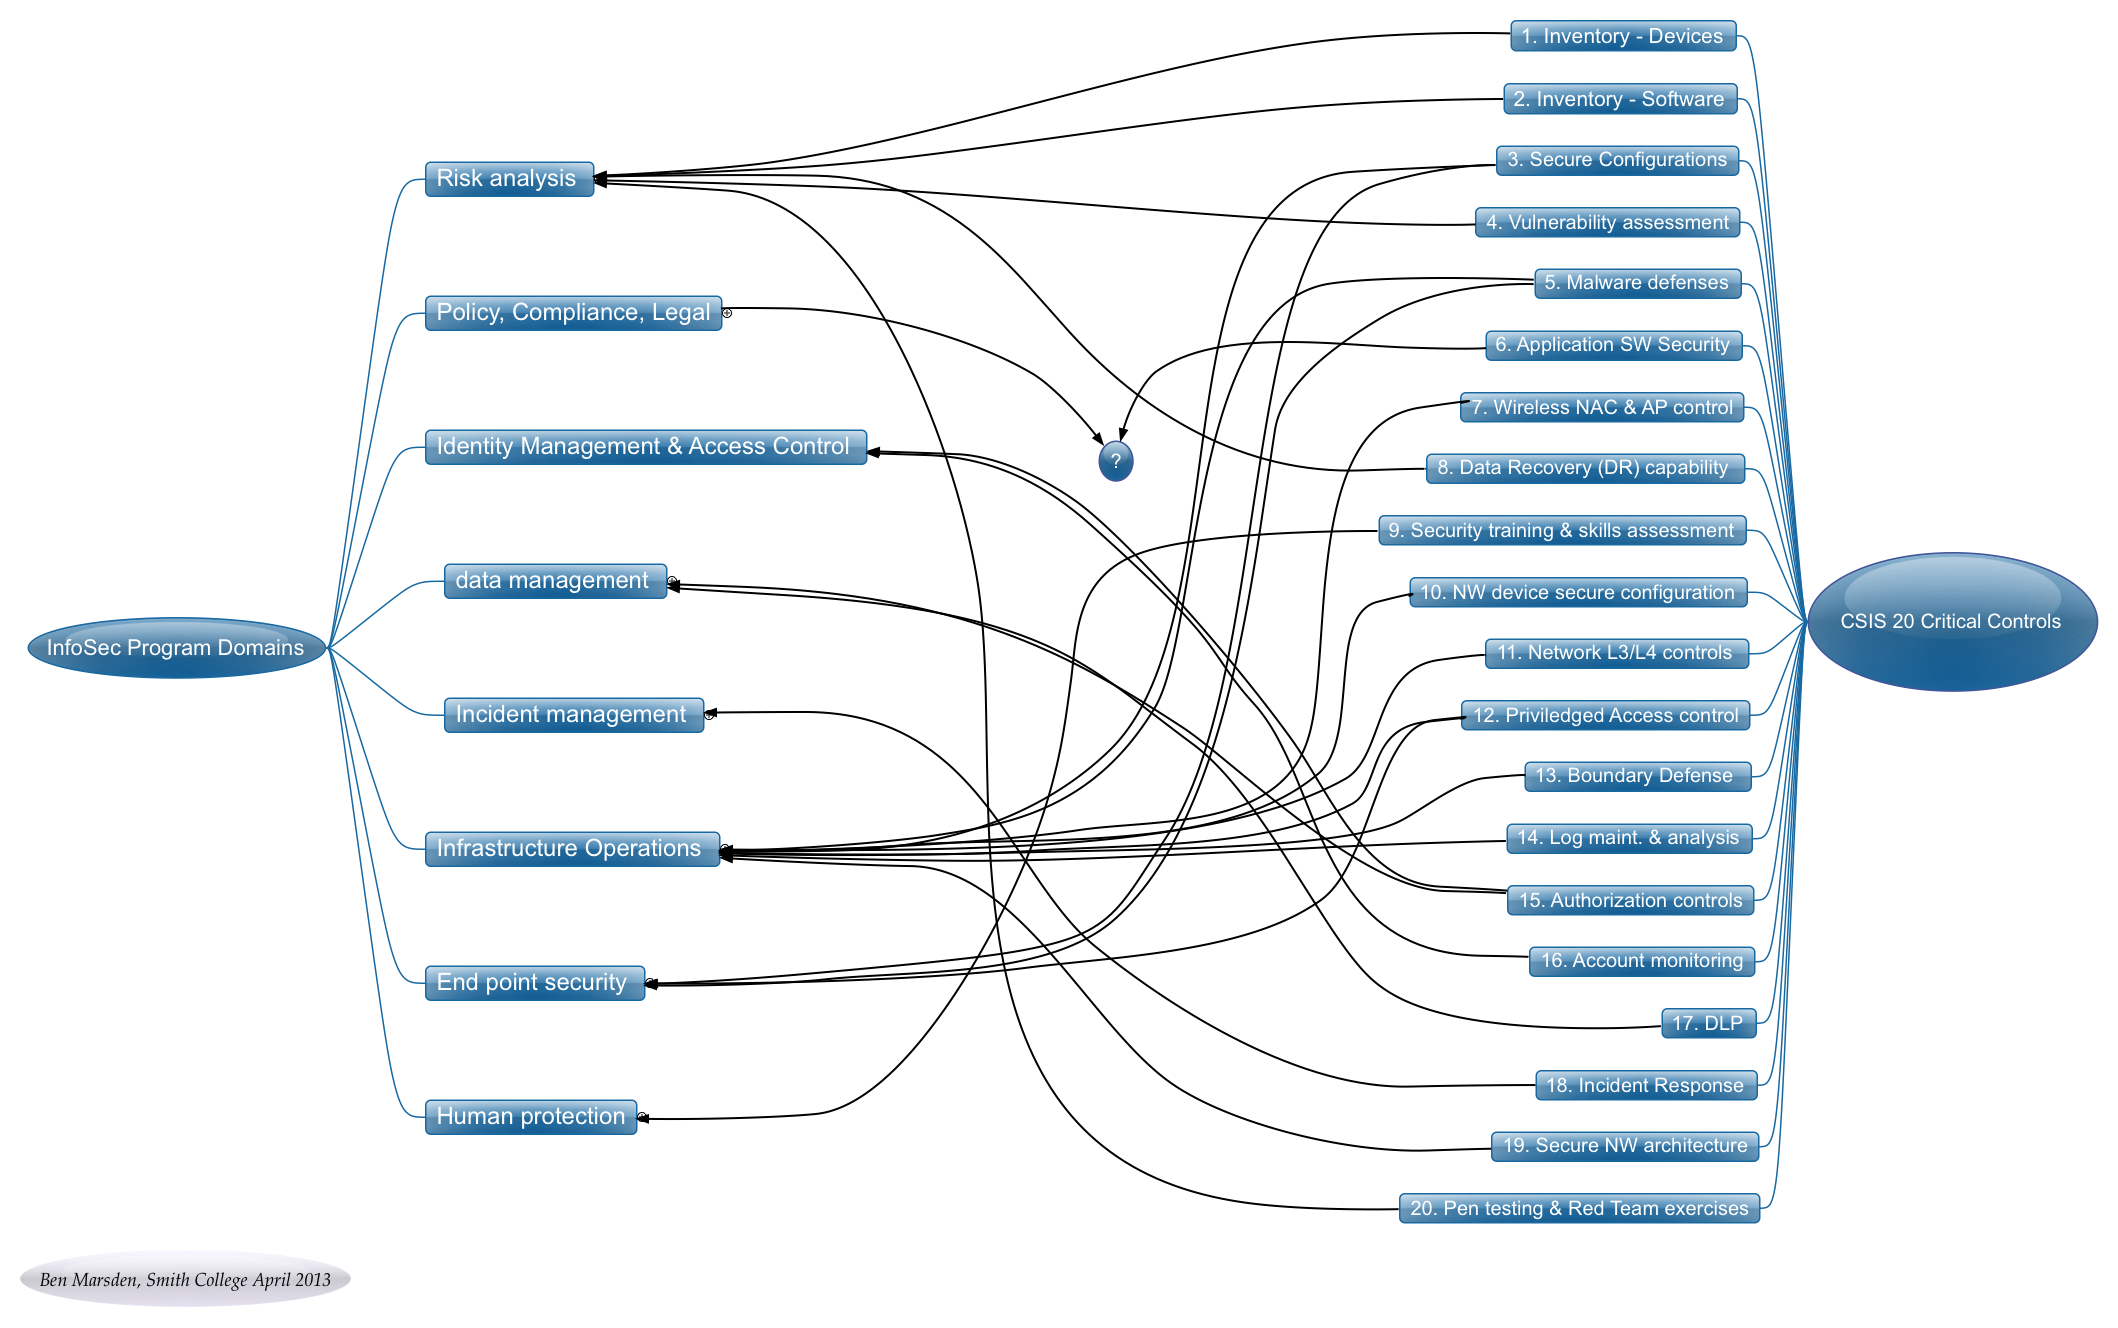 InfoSec Program Domains
Risk analysis
Policy, Compliance, Legal
Identity Management & Access Control
data management
Incident management
Infrastructure Operations
End point security
Human protection
?
1. Inventory - Devices
2. Inventory - Software
3. Secure Configurations
4. Vulnerability assessment
5. Malware defenses
6. Application SW Security
7. Wireless NAC & AP control
8. Data Recovery (DR) capability
9. Security training & skills assessment
10. NW device secure configuration
11. Network L3/L4 controls
12. Priviledged Access control
13. Boundary Defense
14. Log maint. & analysis
15. Authorization controls
16. Account monitoring
17. DLP
18. Incident Response
19. Secure NW architecture
20. Pen testing & Red Team exercises
CSIS 20 Critical Controls
Ben Marsden, Smith College April 2013